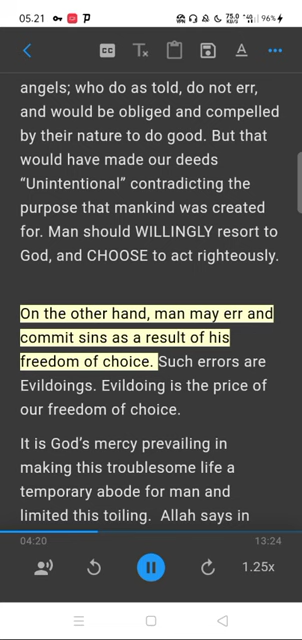 05.21
75.0
KB/S
4G
96%
CC
angels; who do as told, do not err,
and would be obliged and compelled
by their nature to do good. But that
would have made our deeds
“Unintentional” contradicting the
purpose that mankind was created
for. Man should WILLINGLY resort to
God, and CHOOSE to act righteously.
On the other hand, man may err and
commit sins as a result of his
freedom of choice. Such errors are
Evildoings. Evildoing is the price of
our freedom of choice.
It is God’s mercy prevailing in
making this troublesome life a
temporary abode for man and
limited this toiling.  Allah says in
04:20
13:24
1.25x